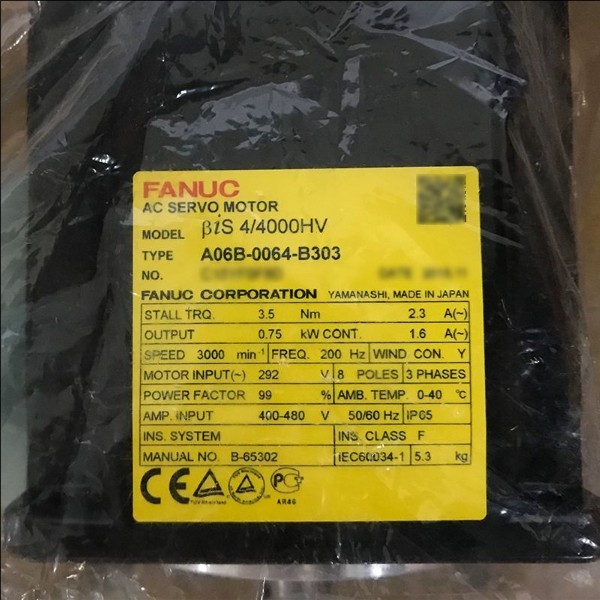 FANUC
AC SERVO MOTOR
MODEL βiS 4/4000HV
TYPE A06B-0064-B303
NO. DATE
FANUC CORPORATION YAMANASHI, MADE IN JAPAN
STALL TRQ. 3.5 Nm 2.3 A(~)
OUTPUT 0.75 kW CONT. 1.6 A(~)
SPEED 3000 min-1 FREQ. 200 Hz WIND CON. Y
MOTOR INPUT(~) 292 V 8 POLES 3 PHASES
POWER FACTOR 99 % AMB. TEMP. 0-40 ℃
AMP. INPUT 400-480 V 50/60 Hz IP65
INS. SYSTEM INS. CLASS F
MANUAL NO. B-65302 IEC60034-1 5.3 kg
CE
АЯ46